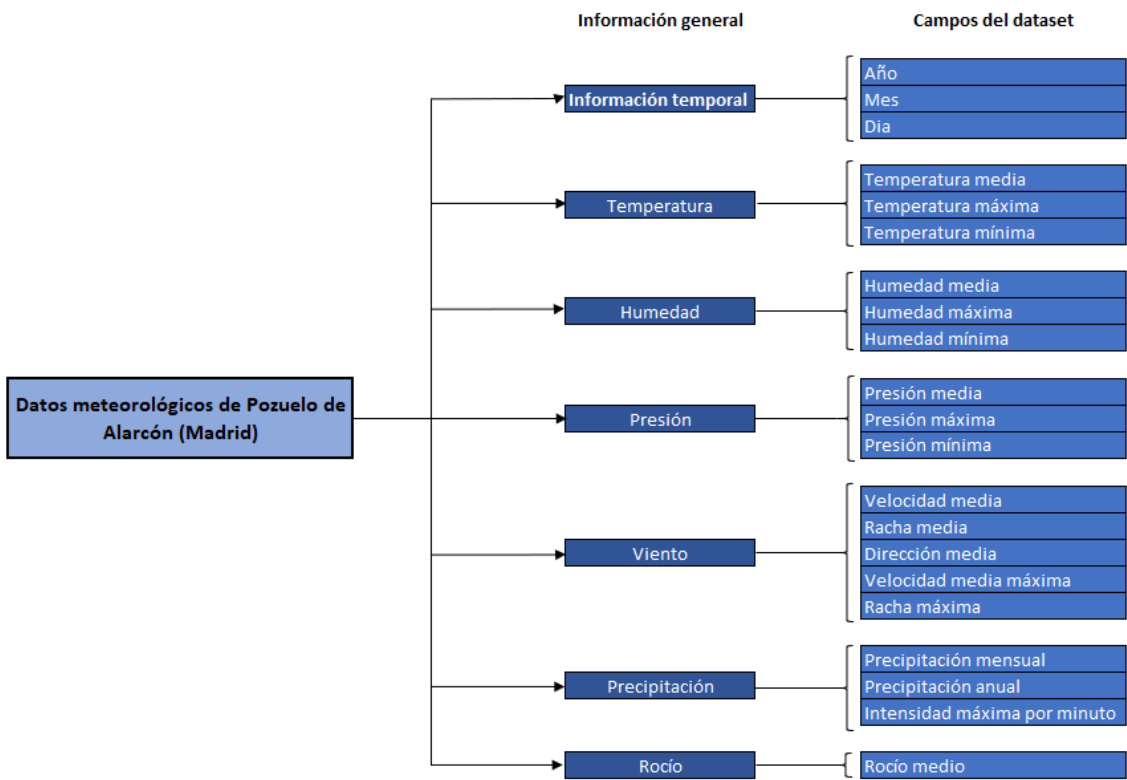 Información general
Campos del dataset
Información temporal
Año
Mes
Dia
Temperatura
Temperatura media
Temperatura máxima
Temperatura mínima
Humedad
Humedad media
Humedad máxima
Humedad mínima
Datos meteorológicos de Pozuelo de
Alarcón (Madrid)
Presión
Presión media
Presión máxima
Presión mínima
Viento
Velocidad media
Racha media
Dirección media
Velocidad media máxima
Racha máxima
Precipitación
Precipitación mensual
Precipitación anual
Intensidad máxima por minuto
Rocío
Rocío medio